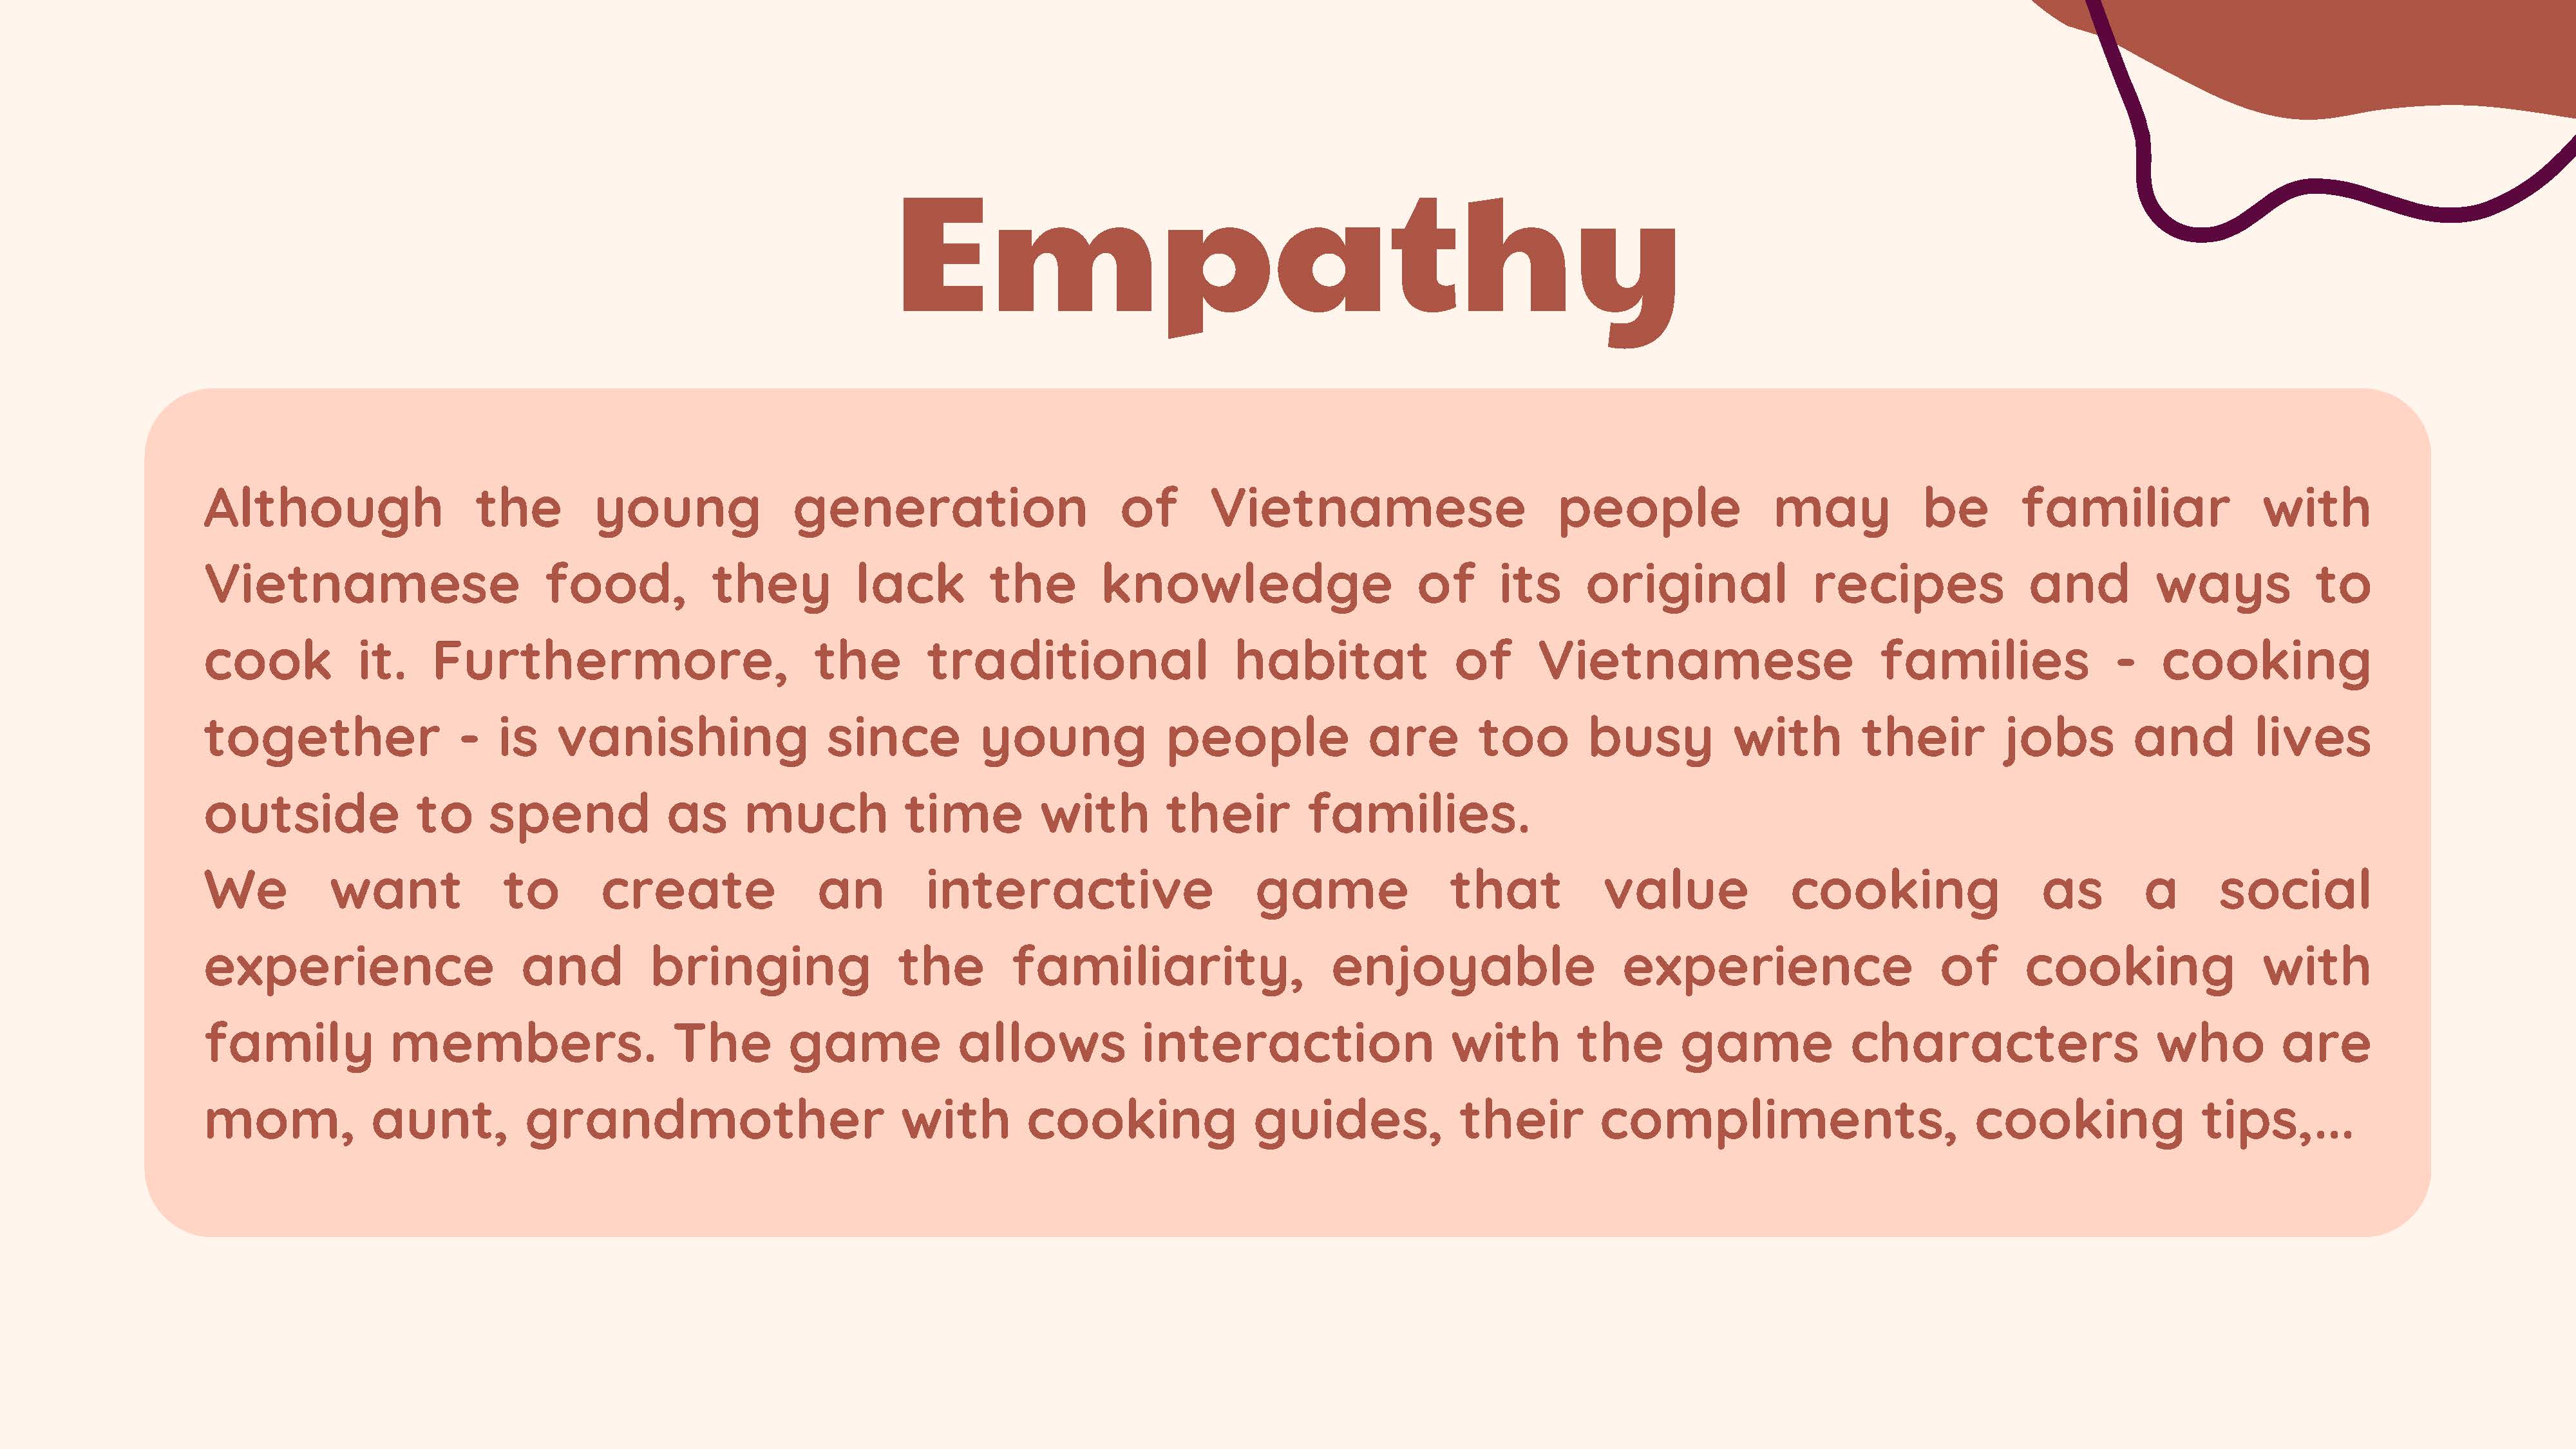 Empathy
Although the young generation of Vietnamese people may be familiar with
Vietnamese food, they lack the knowledge of its original recipes and ways to
cook it. Furthermore, the traditional habitat of Vietnamese families - cooking
together - is vanishing since young people are too busy with their jobs and lives
outside to spend as much time with their families.
We want to create an interactive game that value cooking as a social
experience and bringing the familiarity, enjoyable experience of cooking with
family members. The game allows interaction with the game characters who are
mom, aunt, grandmother with cooking guides, their compliments, cooking tips,...